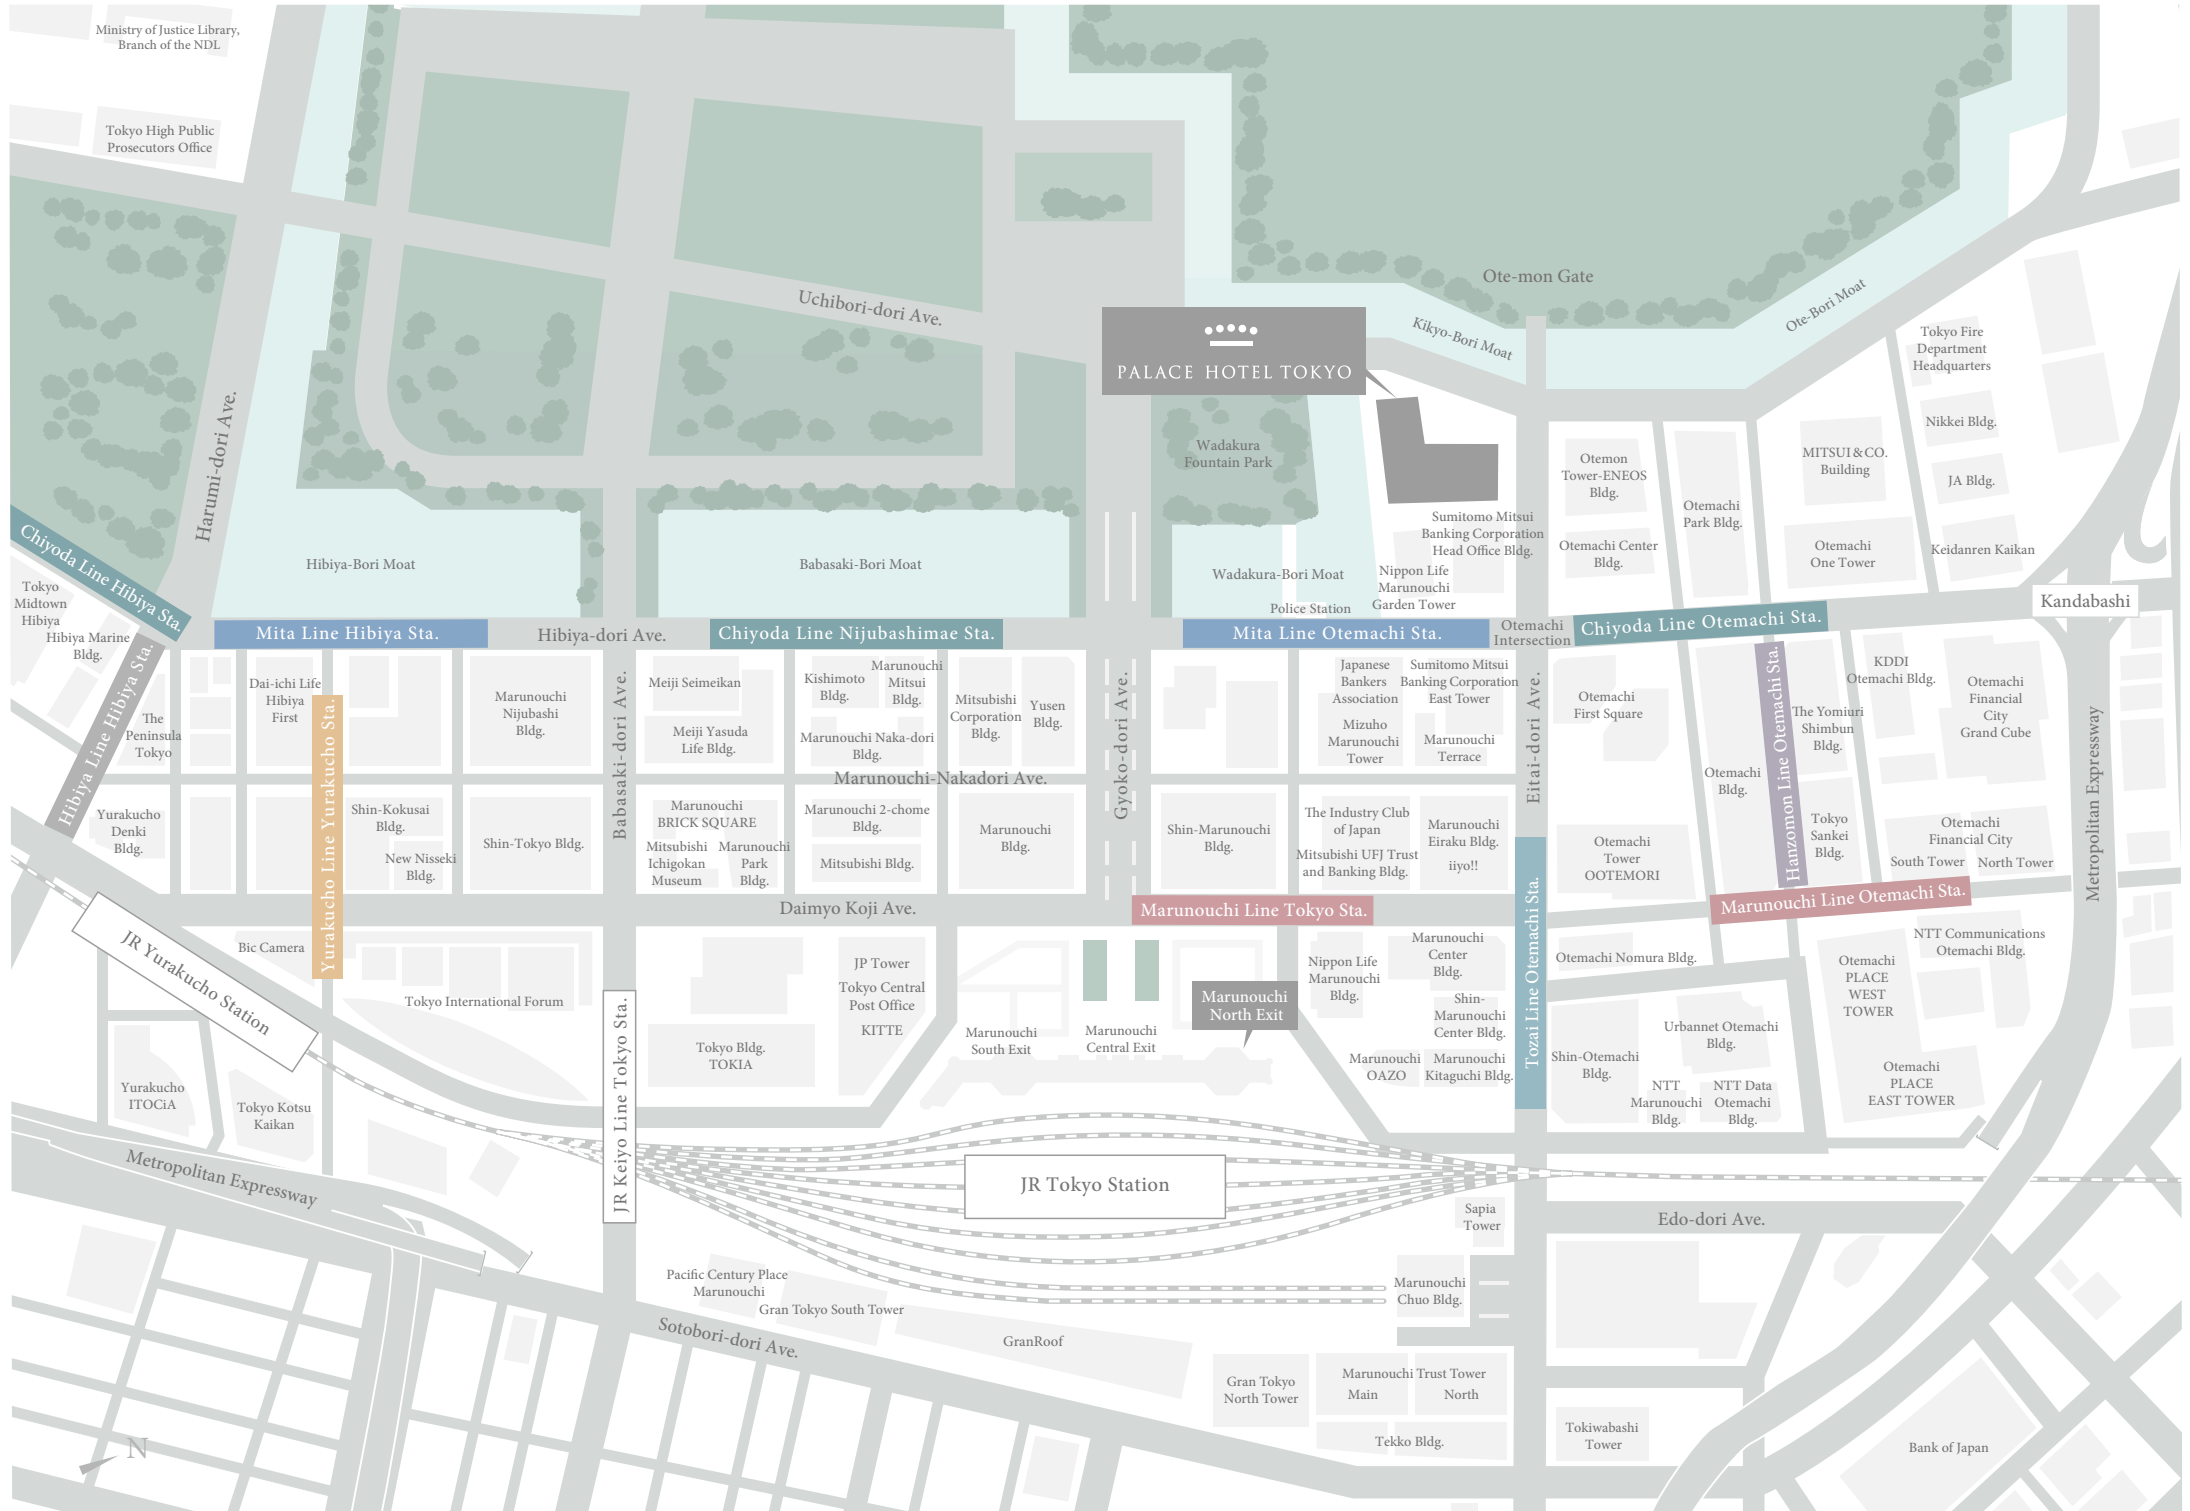 Ministry of Justice Library,
Branch of the NDL
Tokyo High Public
Prosecutors Office
Uchibori-dori Ave.
Ote-mon Gate
Kikyo-Bori Moat
Ote-Bori Moat
PALACE HOTEL TOKYO
Tokyo Fire
Department
Headquarters
Nikkei Bldg.
MITSUI & CO.
Building
JA Bldg.
Keidanren Kaikan
Otemachi
One Tower
Otemon
Tower-ENEOS
Bldg.
Otemachi
Park Bldg.
Otemachi Center
Bldg.
Wadakura
Fountain Park
Sumitomo Mitsui
Banking Corporation
Head Office Bldg.
Nippon Life
Marunouchi
Garden Tower
Wadakura-Bori Moat
Police Station
Harumi-dori Ave.
Hibiya-Bori Moat
Babasaki-Bori Moat
Chiyoda Line Hibiya Sta.
Tokyo
Midtown
Hibiya
Hibiya Marine
Bldg.
Hibiya Line Hibiya Sta.
Mita Line Hibiya Sta.
Hibiya-dori Ave.
Chiyoda Line Nijubashimae Sta.
Mita Line Otemachi Sta.
Otemachi
Intersection
Chiyoda Line Otemachi Sta.
Kandabashi
The
Peninsula
Tokyo
Dai-ichi Life
Hibiya
First
Yurakucho Line Yurakucho Sta.
Marunouchi
Nijubashi
Bldg.
Babasaki-dori Ave.
Meiji Seimeikan
Meiji Yasuda
Life Bldg.
Kishimoto
Bldg.
Marunouchi
Mitsui
Bldg.
Marunouchi Naka-dori
Bldg.
Mitsubishi
Corporation
Bldg.
Yusen
Bldg.
Marunouchi-Nakadori Ave.
Gyoko-dori Ave.
Japanese
Bankers
Association
Sumitomo Mitsui
Banking Corporation
East Tower
Mizuho
Marunouchi
Tower
Marunouchi
Terrace
Eitai-dori Ave.
Otemachi
First Square
Otemachi
Bldg.
Hanzomon Line Otemachi Sta.
The Yomiuri
Shimbun
Bldg.
KDDI
Otemachi Bldg.
Otemachi
Financial
City
Grand Cube
Metropolitan Expressway
Yurakucho
Denki
Bldg.
Shin-Kokusai
Bldg.
New Nisseki
Bldg.
Shin-Tokyo Bldg.
Marunouchi
BRICK SQUARE
Mitsubishi
Ichigokan
Museum
Marunouchi
Park
Bldg.
Marunouchi 2-chome
Bldg.
Mitsubishi Bldg.
Marunouchi
Bldg.
Shin-Marunouchi
Bldg.
The Industry Club
of Japan
Mitsubishi UFJ Trust
and Banking Bldg.
Marunouchi
Eiraku Bldg.
iiyo!!
Tozai Line Otemachi Sta.
Otemachi
Tower
OOTEMORI
Tokyo
Sankei
Bldg.
Otemachi
Financial City
South Tower
North Tower
Daimyo Koji Ave.
Marunouchi Line Tokyo Sta.
Marunouchi Line Otemachi Sta.
JR Yurakucho Station
Bic Camera
Tokyo International Forum
JR Keiyo Line Tokyo Sta.
Tokyo Bldg.
TOKIA
JP Tower
Tokyo Central
Post Office
KITTE
Marunouchi
South Exit
Marunouchi
Central Exit
Marunouchi
North Exit
Nippon Life
Marunouchi
Bldg.
Marunouchi
Center
Bldg.
Shin-
Marunouchi
Center Bldg.
Marunouchi
OAZO
Marunouchi
Kitaguchi Bldg.
Otemachi Nomura Bldg.
Shin-Otemachi
Bldg.
Urbannet Otemachi
Bldg.
NTT
Marunouchi
Bldg.
NTT Data
Otemachi
Bldg.
Otemachi
PLACE
WEST
TOWER
NTT Communications
Otemachi Bldg.
Otemachi
PLACE
EAST TOWER
Yurakucho
ITOCiA
Tokyo Kotsu
Kaikan
Metropolitan Expressway
JR Tokyo Station
Sapia
Tower
Edo-dori Ave.
Pacific Century Place
Marunouchi
Gran Tokyo South Tower
Sotobori-dori Ave.
GranRoof
Marunouchi
Chuo Bldg.
Gran Tokyo
North Tower
Marunouchi Trust Tower
Main
North
Tekko Bldg.
Tokiwabashi
Tower
Bank of Japan
N